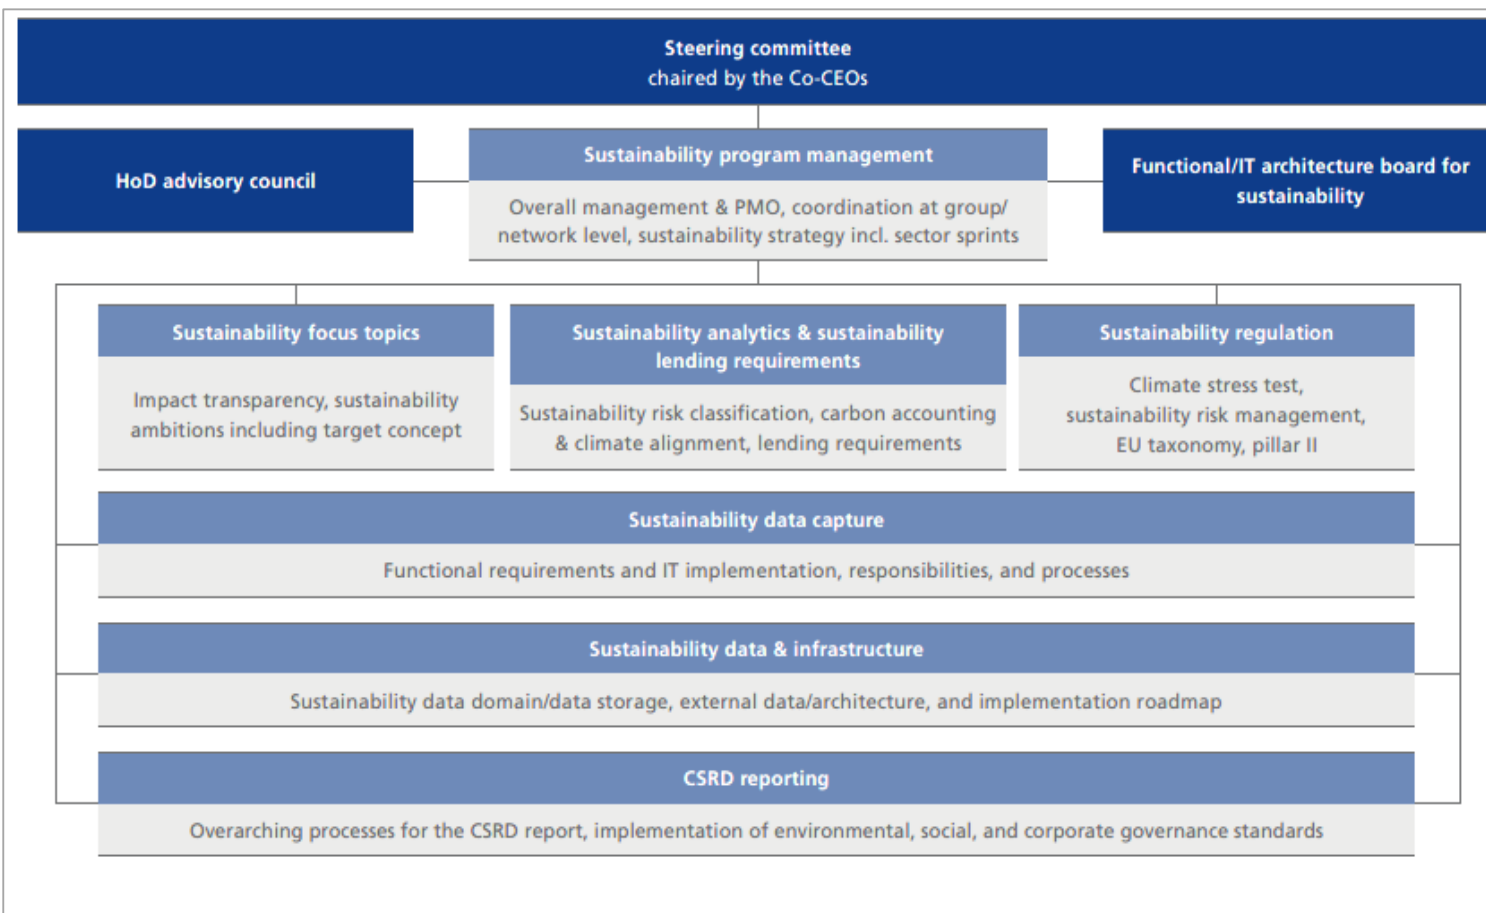 Steering committee
chaired by the Co-CEOs
HoD advisory council
Sustainability program management
Overall management & PMO, coordination at group/
network level, sustainability strategy incl. sector sprints
Functional/IT architecture board for
sustainability
Sustainability focus topics
Impact transparency, sustainability
ambitions including target concept
Sustainability analytics & sustainability
lending requirements
Sustainability risk classification, carbon accounting
& climate alignment, lending requirements
Sustainability regulation
Climate stress test,
sustainability risk management,
EU taxonomy, pillar II
Sustainability data capture
Functional requirements and IT implementation, responsibilities, and processes
Sustainability data & infrastructure
Sustainability data domain/data storage, external data/architecture, and implementation roadmap
CSRD reporting
Overarching processes for the CSRD report, implementation of environmental, social, and corporate governance standards